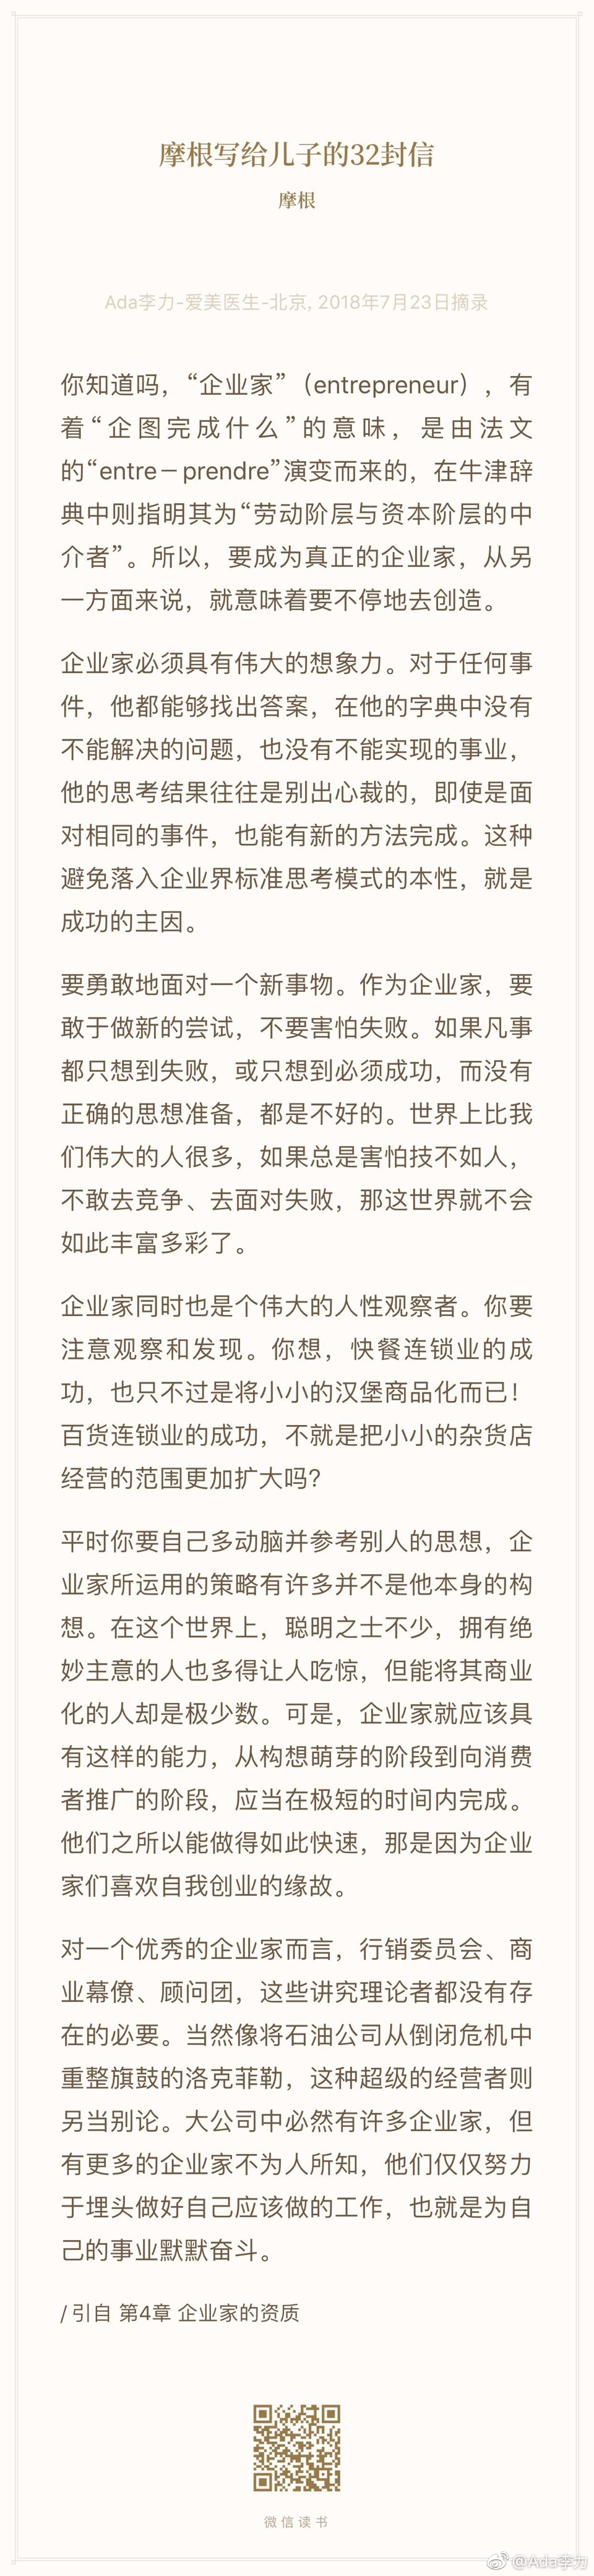 摩根写给儿子的32封信
摩根
Ada李力-爱美医生-北京, 2018年7月23日摘录
你知道吗，“企业家”（entrepreneur），有
着“企图完成什么”的意味，是由法文
的“entre－prendre”演变而来的，在牛津辞
典中则指明其为“劳动阶层与资本阶层的中
介者”。所以，要成为真正的企业家，从另
一方面来说，就意味着要不停地去创造。
企业家必须具有伟大的想象力。对于任何事
件，他都能够找出答案，在他的字典中没有
不能解决的问题，也没有不能实现的事业，
他的思考结果往往是别出心裁的，即使是面
对相同的事件，也能有新的方法完成。这种
避免落入企业界标准思考模式的本性，就是
成功的主因。
要勇敢地面对一个新事物。作为企业家，要
敢于做新的尝试，不要害怕失败。如果凡事
都只想到失败，或只想到必须成功，而没有
正确的思想准备，都是不好的。世界上比我
们伟大的人很多，如果总是害怕技不如人，
不敢去竞争、去面对失败，那这世界就不会
如此丰富多彩了。
企业家同时也是个伟大的人性观察者。你要
注意观察和发现。你想，快餐连锁业的成
功，也只不过是将小小的汉堡商品化而已！
百货连锁业的成功，不就是把小小的杂货店
经营的范围更加扩大吗？
平时你要自己多动脑并参考别人的思想，企
业家所运用的策略有许多并不是他本身的构
想。在这个世界上，聪明之士不少，拥有绝
妙主意的人也多得让人吃惊，但能将其商业
化的人却是极少数。可是，企业家就应该具
有这样的能力，从构想萌芽的阶段到向消费
者推广的阶段，应当在极短的时间内完成。
他们之所以能做得如此快速，那是因为企业
家们喜欢自我创业的缘故。
对一个优秀的企业家而言，行销委员会、商
业幕僚、顾问团，这些讲究理论者都没有存
在的必要。当然像将石油公司从倒闭危机中
重整旗鼓的洛克菲勒，这种超级的经营者则
另当别论。大公司中必然有许多企业家，但
有更多的企业家不为人所知，他们仅仅努力
于埋头做好自己应该做的工作，也就是为自
己的事业默默奋斗。
/ 引自 第4章 企业家的资质
微信读书
@Ada李力